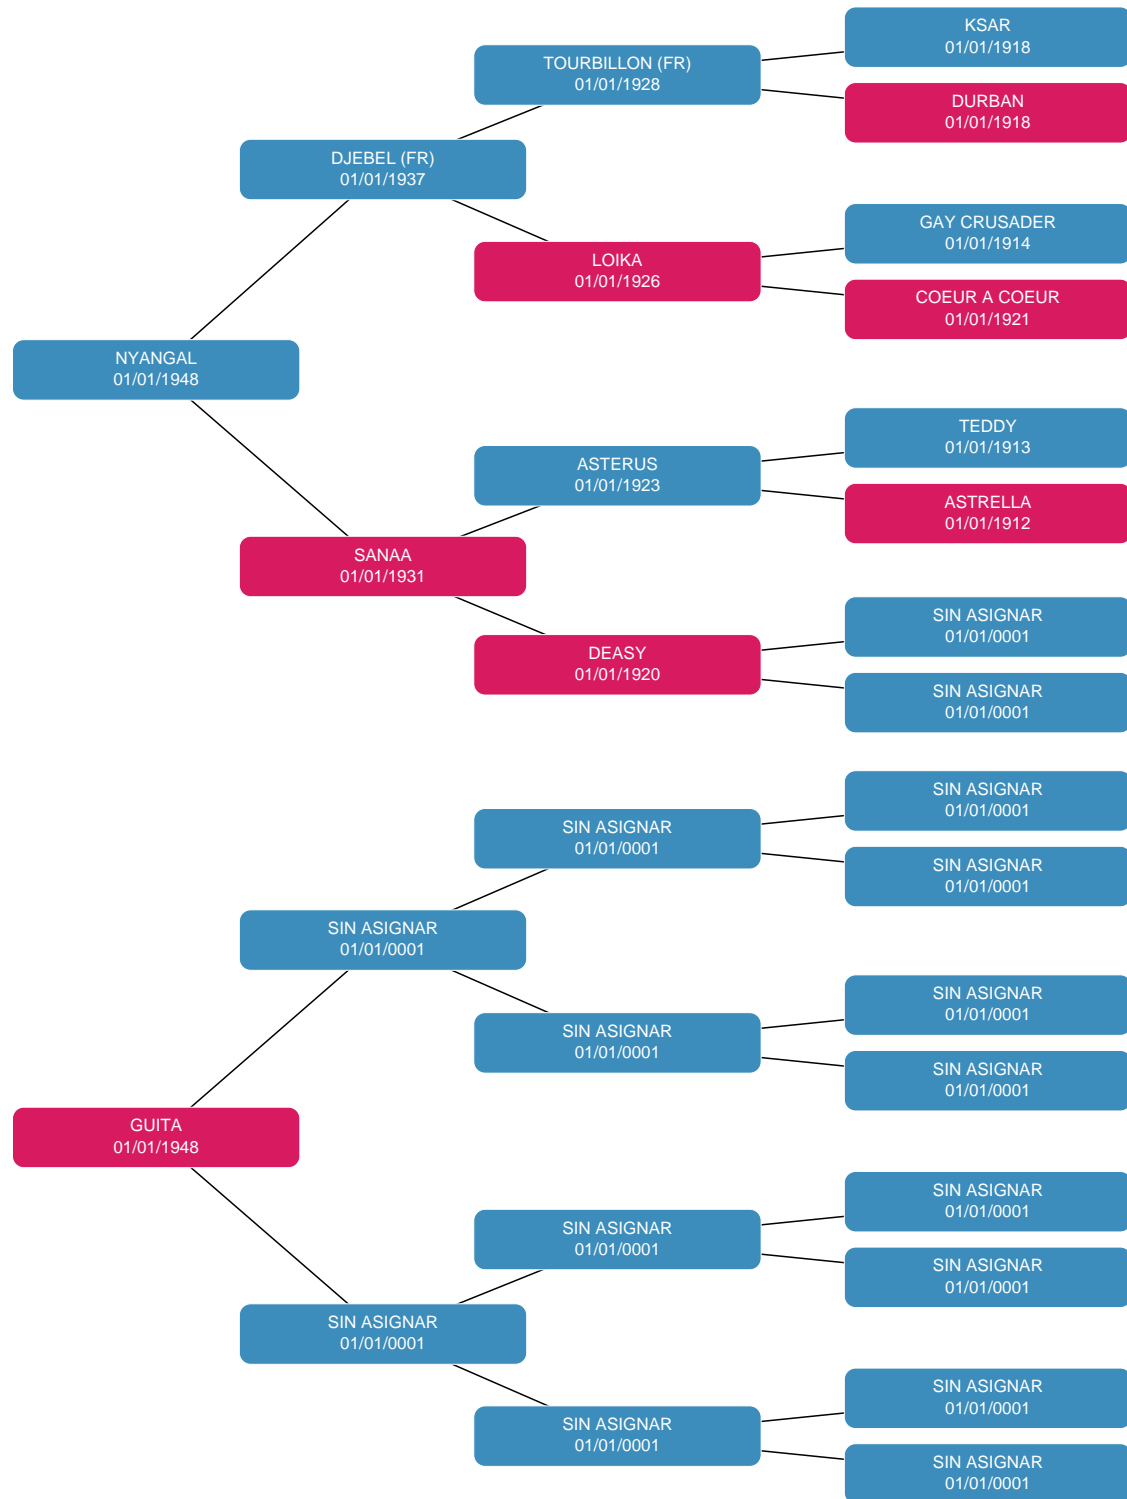 KSAR
01/01/1918
TOURBILLON (FR)
01/01/1928
DURBAN
01/01/1918
DJEBEL (FR)
01/01/1937
GAY CRUSADER
01/01/1914
LOIKA
01/01/1926
COEUR A COEUR
01/01/1921
NYANGAL
01/01/1948
TEDDY
01/01/1913
ASTERUS
01/01/1923
ASTRELLA
01/01/1912
SANAA
01/01/1931
SIN ASIGNAR
01/01/0001
DEASY
01/01/1920
SIN ASIGNAR
01/01/0001
SIN ASIGNAR
01/01/0001
SIN ASIGNAR
01/01/0001
SIN ASIGNAR
01/01/0001
SIN ASIGNAR
01/01/0001
SIN ASIGNAR
01/01/0001
SIN ASIGNAR
01/01/0001
SIN ASIGNAR
01/01/0001
GUITA
01/01/1948
SIN ASIGNAR
01/01/0001
SIN ASIGNAR
01/01/0001
SIN ASIGNAR
01/01/0001
SIN ASIGNAR
01/01/0001
SIN ASIGNAR
01/01/0001
SIN ASIGNAR
01/01/0001
SIN ASIGNAR
01/01/0001